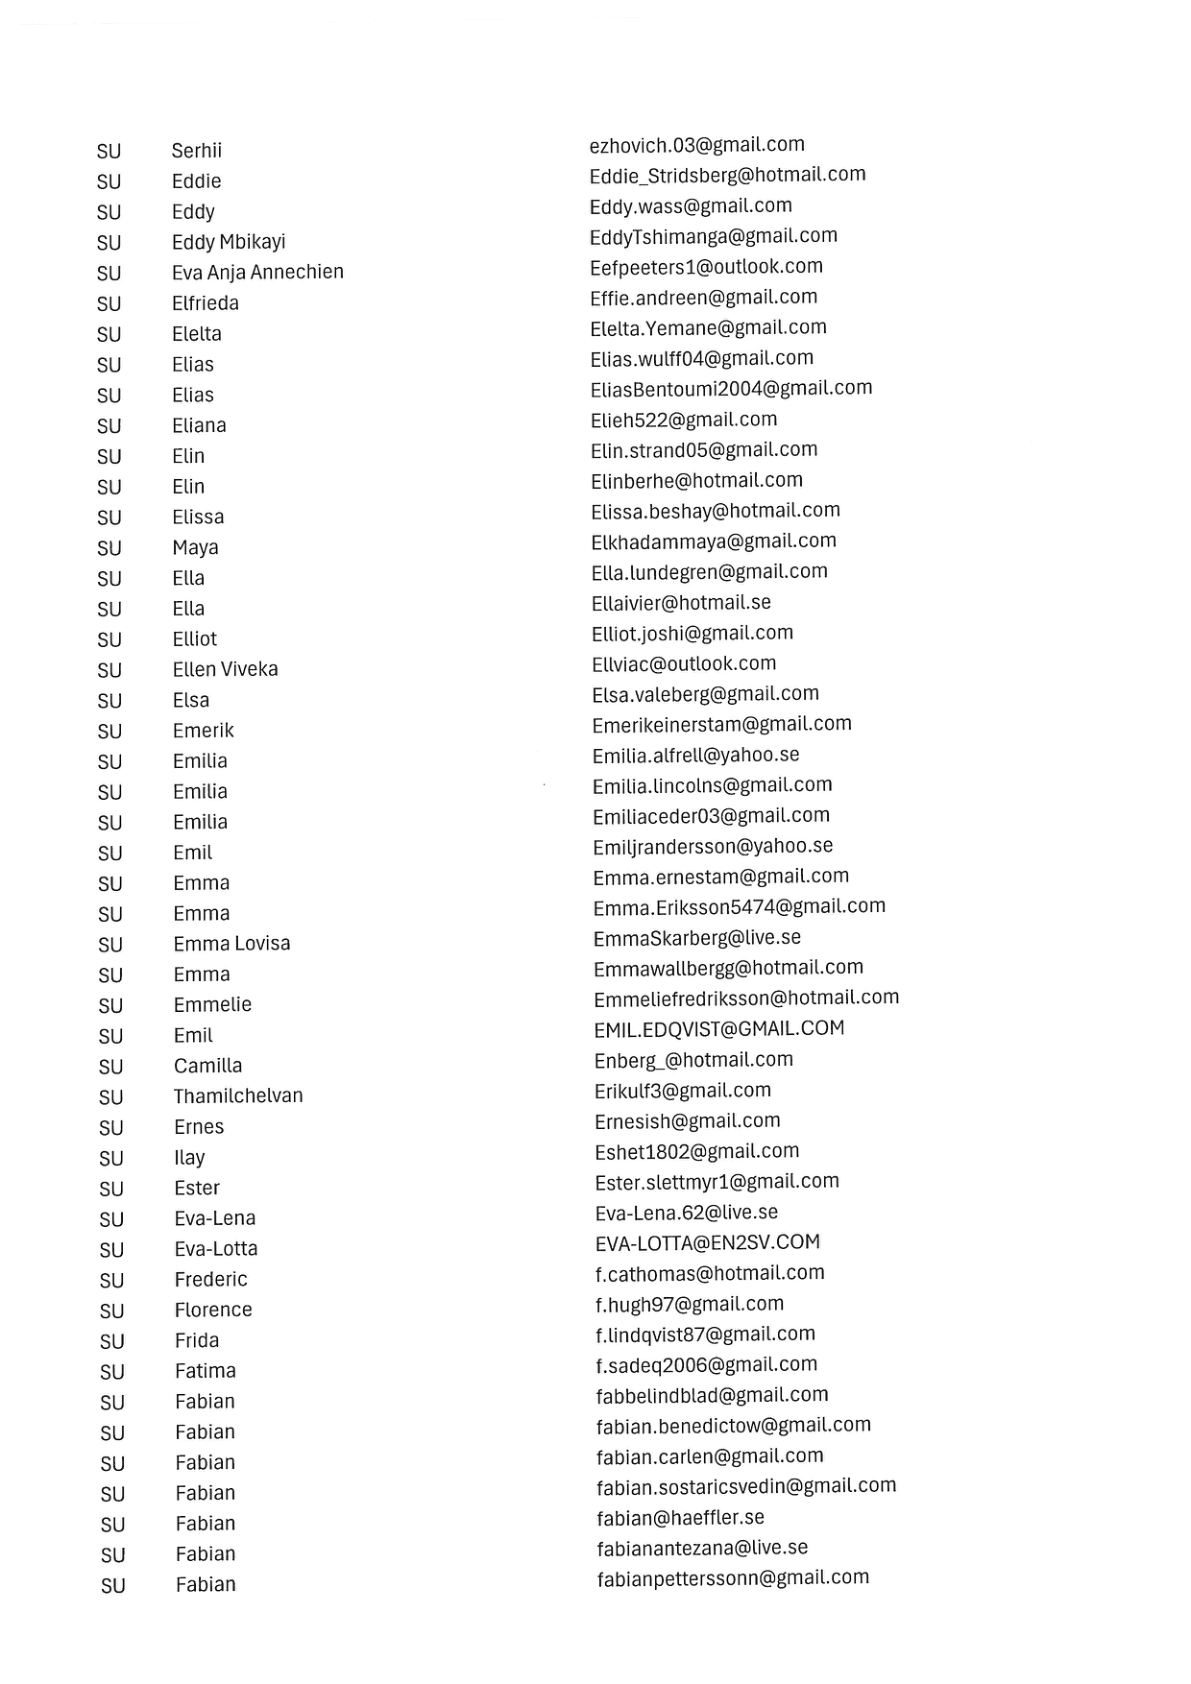 SU Serhii ezhovich.03@gmail.com
SU Eddie Eddie_Stridsberg@hotmail.com
SU Eddy Eddy.wass@gmail.com
SU Eddy Mbikayi EddyTshimanga@gmail.com
SU Eva Anja Annechien Eefpeeters1@outlook.com
SU Elfrieda Effie.andreen@gmail.com
SU Elelta Elelta.Yemane@gmail.com
SU Elias Elias.wulff04@gmail.com
SU Elias EliasBentoumi2004@gmail.com
SU Eliana Elieh522@gmail.com
SU Elin Elin.strand05@gmail.com
SU Elin Elinberhe@hotmail.com
SU Elissa Elissa.beshay@hotmail.com
SU Maya Elkhadammaya@gmail.com
SU Ella Ella.lundegren@gmail.com
SU Ella Ellaivier@hotmail.se
SU Elliot Elliot.joshi@gmail.com
SU Ellen Viveka Ellviac@outlook.com
SU Elsa Elsa.valeberg@gmail.com
SU Emerik Emerikeinerstam@gmail.com
SU Emilia Emilia.alfrell@yahoo.se
SU Emilia Emilia.lincolns@gmail.com
SU Emilia Emiliaceder03@gmail.com
SU Emil Emiljrandersson@yahoo.se
SU Emma Emma.ernestam@gmail.com
SU Emma Emma.Eriksson5474@gmail.com
SU Emma Lovisa EmmaSkarberg@live.se
SU Emma Emmawallbergg@hotmail.com
SU Emmelie Emmeliefredriksson@hotmail.com
SU Emil EMIL.EDQVIST@GMAIL.COM
SU Camilla Enberg_@hotmail.com
SU Thamilchelvan Erikulf3@gmail.com
SU Ernes Ernesish@gmail.com
SU Ilay Eshet1802@gmail.com
SU Ester Ester.slettmyr1@gmail.com
SU Eva-Lena Eva-Lena.62@live.se
SU Eva-Lotta EVA-LOTTA@EN2SV.COM
SU Frederic f.cathomas@hotmail.com
SU Florence f.hugh97@gmail.com
SU Frida f.lindqvist87@gmail.com
SU Fatima f.sadeq2006@gmail.com
SU Fabian fabbelindblad@gmail.com
SU Fabian fabian.benedictow@gmail.com
SU Fabian fabian.carlen@gmail.com
SU Fabian fabian.sostaricsvedin@gmail.com
SU Fabian fabian@haeffler.se
SU Fabian fabianantezana@live.se
SU Fabian fabianpetterssonn@gmail.com